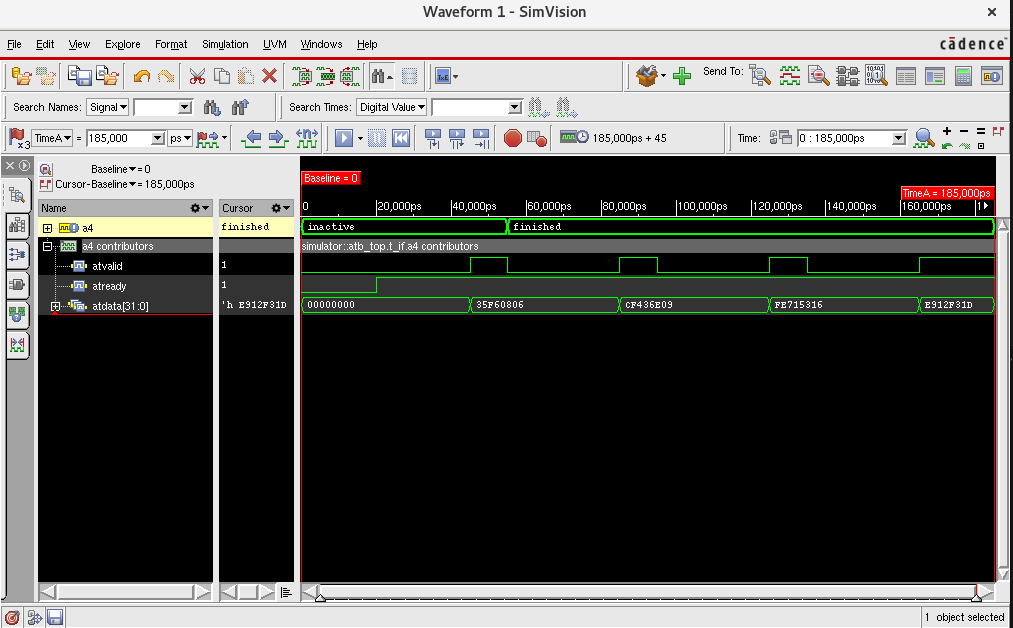 Waveform 1 - SimVision
File Edit View Explore Format Simulation UVM Windows Help
cādence
Send To:
Search Names: Signal
Search Times: Digital Value
x3 TimeA = 185,000 ps
185,000ps + 45
Time: 0 : 185,000ps
Baseline = 0
Cursor-Baseline = 185,000ps
Baseline = 0
TimeA = 185,000ps
0 20,000ps 40,000ps 60,000ps 80,000ps 100,000ps 120,000ps 140,000ps 160,000ps
Name Cursor
a4 finished inactive finished
a4 contributors simulator::atb_top.t_if.a4 contributors
atvalid 1
atready 1
atdata[31:0] 'h E912F31D 00000000 35F60806 CF436E09 FE715316 E912F31D
1 object selected